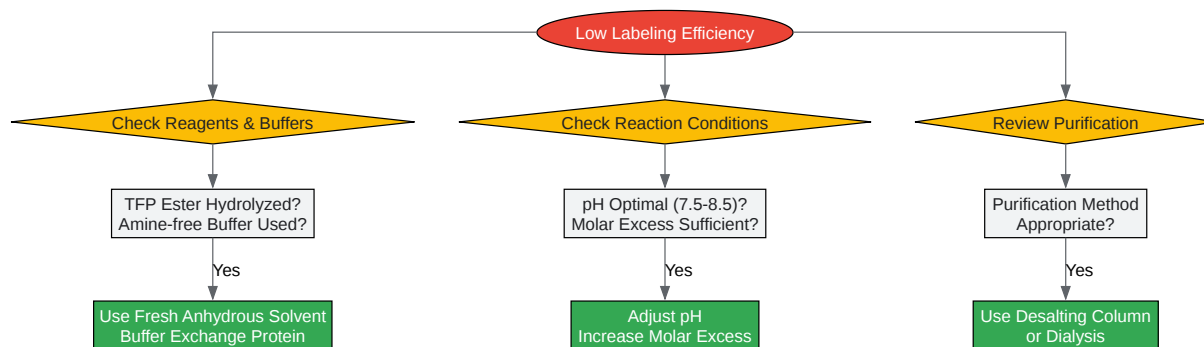 Low Labeling Efficiency
Check Reagents & Buffers
Check Reaction Conditions
Review Purification
TFP Ester Hydrolyzed?
Amine-free Buffer Used?
pH Optimal (7.5-8.5)?
Molar Excess Sufficient?
Purification Method
Appropriate?
Yes
Yes
Yes
Use Fresh Anhydrous Solvent
Buffer Exchange Protein
Adjust pH
Increase Molar Excess
Use Desalting Column
or Dialysis